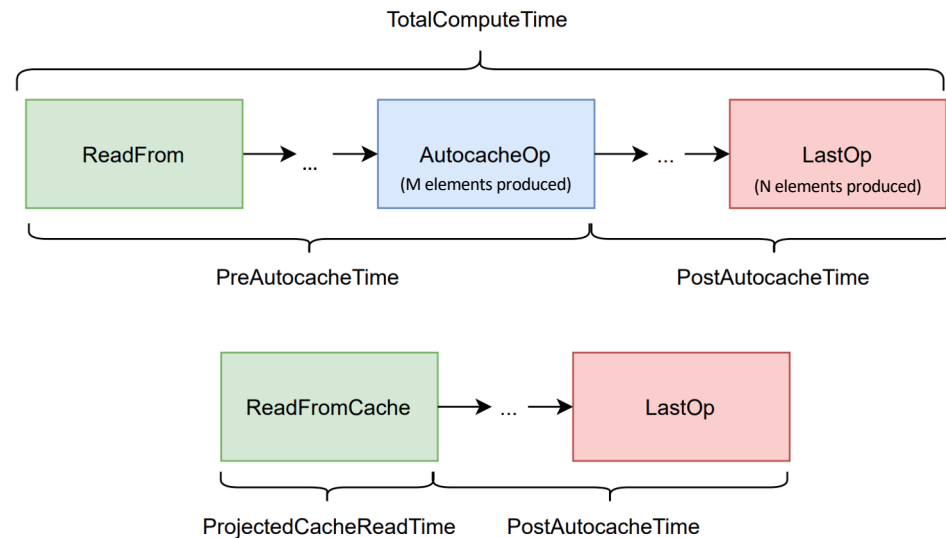 TotalComputeTime
ReadFrom
...
AutocacheOp
(M elements produced)
...
LastOp
(N elements produced)
PreAutocacheTime
PostAutocacheTime
ReadFromCache
...
LastOp
ProjectedCacheReadTime
PostAutocacheTime